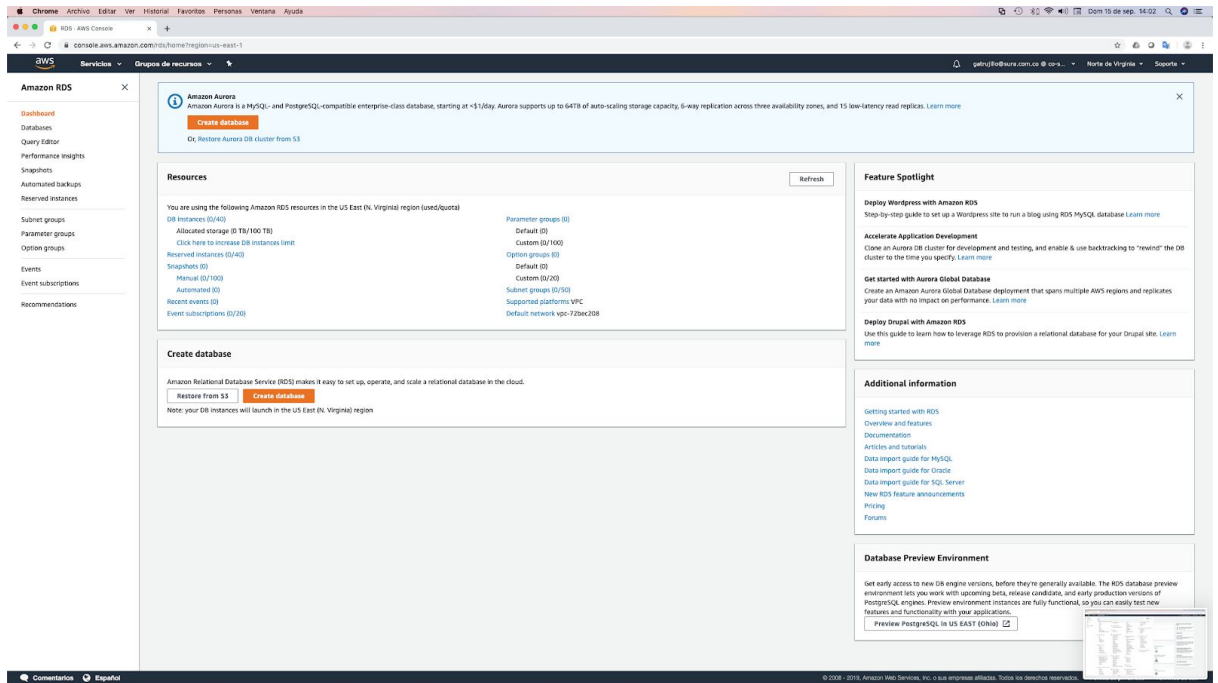 Chrome Archivo Editar Ver Historial Favoritos Personas Ventana Ayuda
Dom 15 de sep. 14:02
RDS · AWS Console
console.aws.amazon.com/rds/home?region=us-east-1
aws Servicios Grupos de recursos
gatrujillo@sura.com.co @ co-s... Norte de Virginia Soporte
Amazon RDS
Dashboard
Databases
Query Editor
Performance Insights
Snapshots
Automated backups
Reserved instances
Subnet groups
Parameter groups
Option groups
Events
Event subscriptions
Recommendations
Amazon Aurora
Amazon Aurora is a MySQL- and PostgreSQL-compatible enterprise-class database, starting at <$1/day. Aurora supports up to 64TB of auto-scaling storage capacity, 6-way replication across three availability zones, and 15 low-latency read replicas. Learn more
Create database
Or, Restore Aurora DB cluster from S3
Resources
Refresh
You are using the following Amazon RDS resources in the US East (N. Virginia) region (used/quota)
DB Instances (0/40)
Allocated storage (0 TB/100 TB)
Click here to increase DB instances limit
Reserved instances (0/40)
Snapshots (0)
Manual (0/100)
Automated (0)
Recent events (0)
Event subscriptions (0/20)
Parameter groups (0)
Default (0)
Custom (0/100)
Option groups (0)
Default (0)
Custom (0/20)
Subnet groups (0/50)
Supported platforms VPC
Default network vpc-72bec208
Create database
Amazon Relational Database Service (RDS) makes it easy to set up, operate, and scale a relational database in the cloud.
Restore from S3 Create database
Note: your DB instances will launch in the US East (N. Virginia) region
Feature Spotlight
Deploy Wordpress with Amazon RDS
Step-by-step guide to set up a Wordpress site to run a blog using RDS MySQL database Learn more
Accelerate Application Development
Clone an Aurora DB cluster for development and testing, and enable & use backtracking to "rewind" the DB
cluster to the time you specify. Learn more
Get started with Aurora Global Database
Create an Amazon Aurora Global Database deployment that spans multiple AWS regions and replicates
your data with no impact on performance. Learn more
Deploy Drupal with Amazon RDS
Use this guide to learn how to leverage RDS to provision a relational database for your Drupal site. Learn
more
Additional information
Getting started with RDS
Overview and features
Documentation
Articles and tutorials
Data import guide for MySQL
Data import guide for Oracle
Data import guide for SQL Server
New RDS feature announcements
Pricing
Forums
Database Preview Environment
Get early access to new DB engine versions, before they're generally available. The RDS database preview
environment lets you work with upcoming beta, release candidate, and early production versions of
PostgreSQL engines. Preview environment instances are fully functional, so you can easily test new
features and functionality with your applications.
Preview PostgreSQL in US EAST (Ohio)
Comentarios Español
© 2008 - 2019, Amazon Web Services, Inc. o sus empresas afiliadas. Todos los derechos reservados.